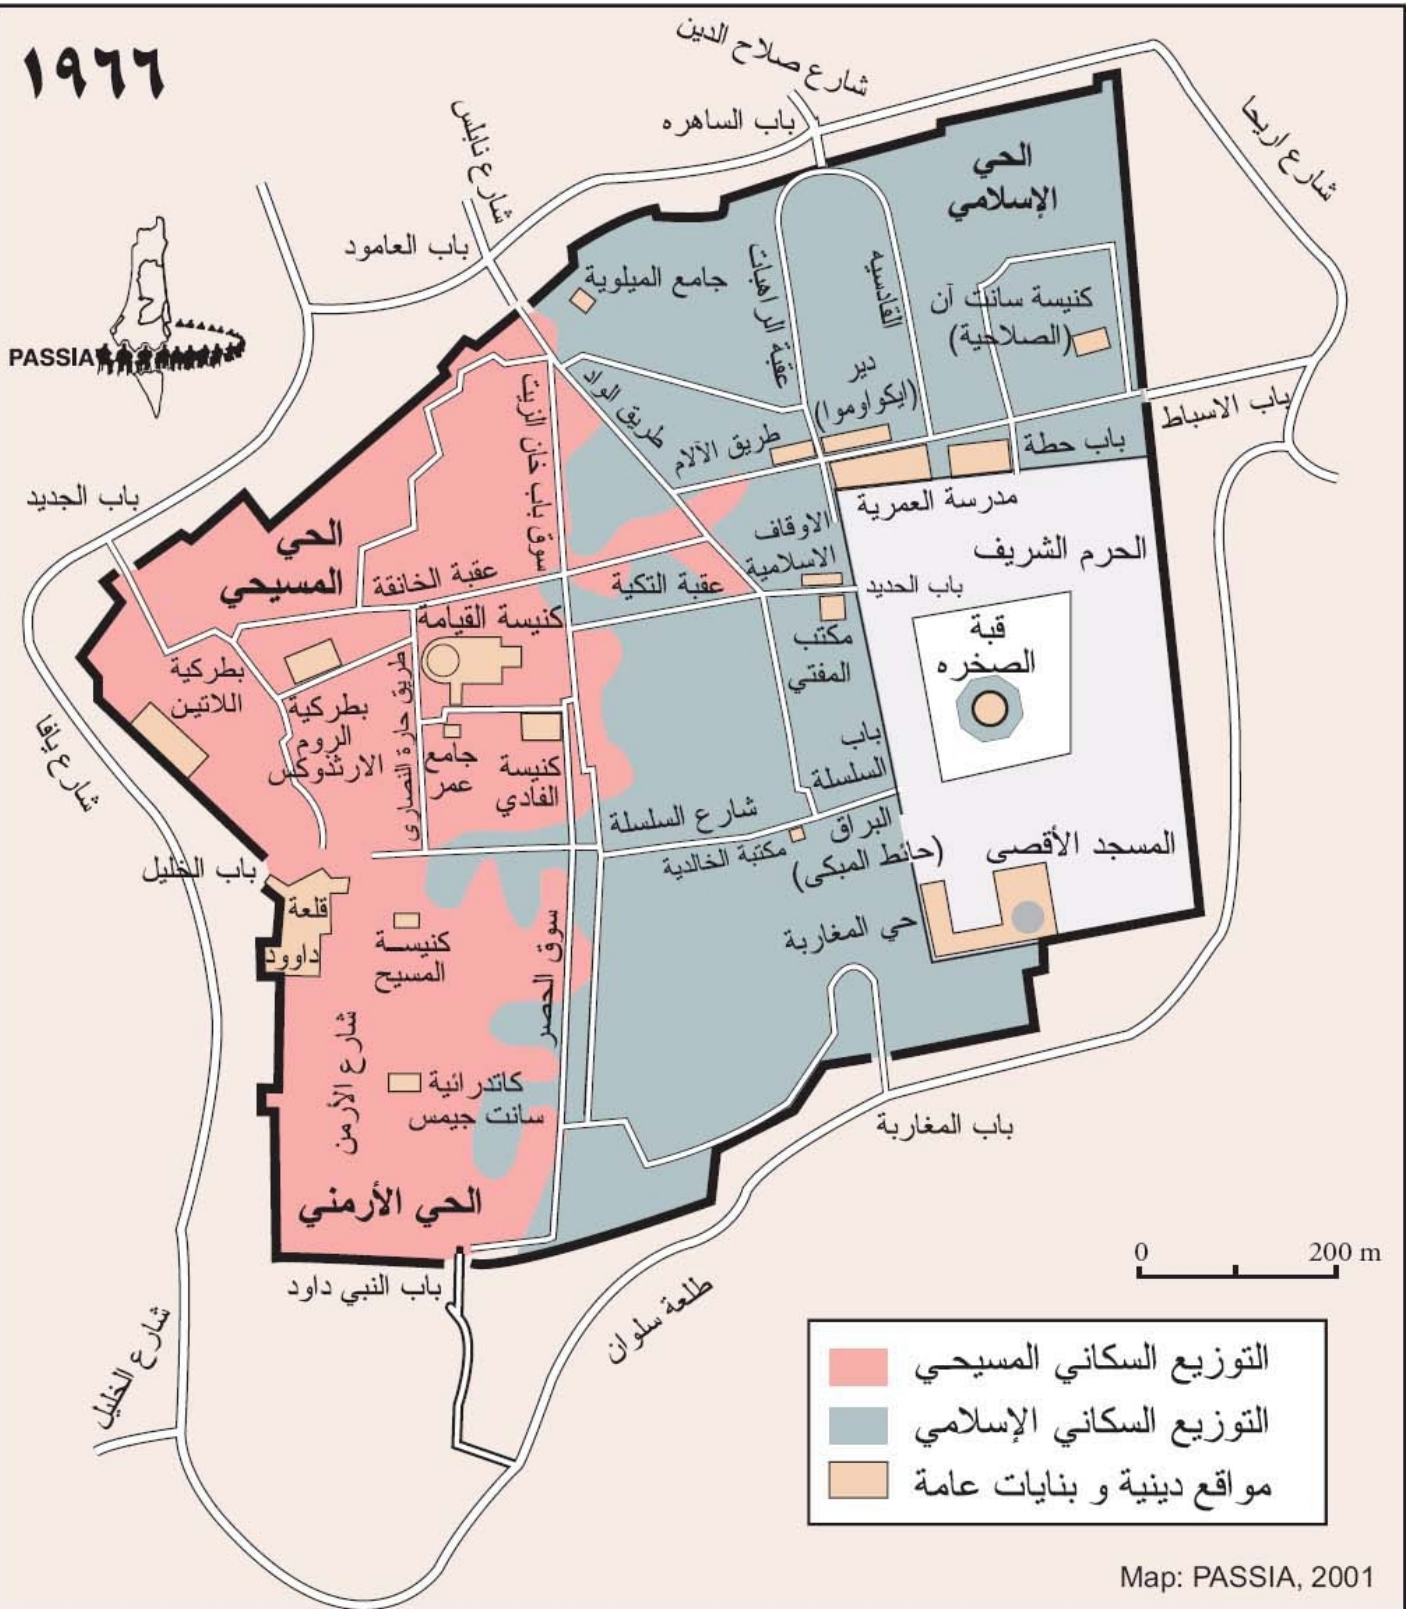 ١٩٦٦
شارع صلاح الدين
باب الساهره
شارع نابلس
شارع اريحا
الحي
الإسلامي
باب العامود
جامع الميلوية
عقبة الراهبات
القادسيه
كنيسة سانت آن
(الصلاحية)
PASSIA
دير
(ايكواوموا)
طريق الواد
سوق باب خان الزيت
باب الاسباط
طريق الآلام
باب حطة
باب الجديد
مدرسة العمرية
الحي
المسيحي
الاوقاف
الاسلامية
الحرم الشريف
عقبة الخانقة
عقبة التكية
باب الحديد
كنيسة القيامة
قبة
الصخره
مكتب
المفتي
بطركية
اللاتين
بطركية
الروم
الارثذوكس
طريق حارة النصارى
جامع
عمر
كنيسة
الفادي
باب
السلسلة
شارع يافا
شارع السلسلة
البراق
(حائط المبكى)
مكتبة الخالدية
المسجد الأقصى
باب الخليل
قلعة
داوود
كنيسة
المسيح
سوق الحصر
حي المغاربة
شارع الأرمن
كاتدرائية
سانت جيمس
باب المغاربة
الحي الأرمني
باب النبي داود
طلعة سلوان
شارع الخليل
0 200 m
التوزيع السكاني المسيحي
التوزيع السكاني الإسلامي
مواقع دينية و بنايات عامة
Map: PASSIA, 2001